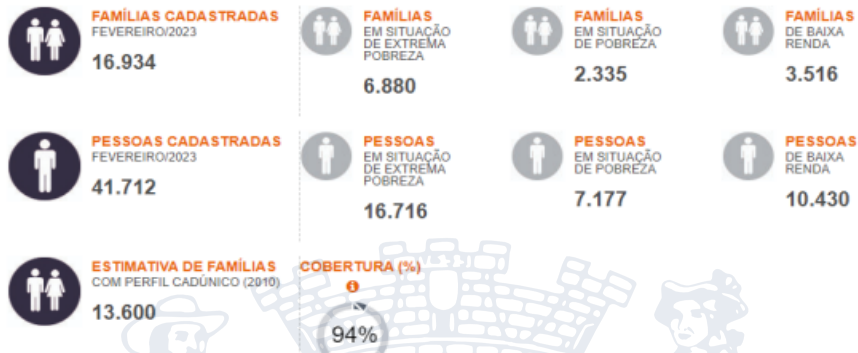 FAMÍLIAS CADASTRADAS
FEVEREIRO/2023
16.934
FAMÍLIAS
EM SITUAÇÃO
DE EXTREMA
POBREZA
6.880
FAMÍLIAS
EM SITUAÇÃO
DE POBREZA
2.335
FAMÍLIAS
DE BAIXA
RENDA
3.516
PESSOAS CADASTRADAS
FEVEREIRO/2023
41.712
PESSOAS
EM SITUAÇÃO
DE EXTREMA
POBREZA
16.716
PESSOAS
EM SITUAÇÃO
DE POBREZA
7.177
PESSOAS
DE BAIXA
RENDA
10.430
ESTIMATIVA DE FAMÍLIAS
COM PERFIL CADÚNICO (2010)
13.600
COBERTURA (%)
94%